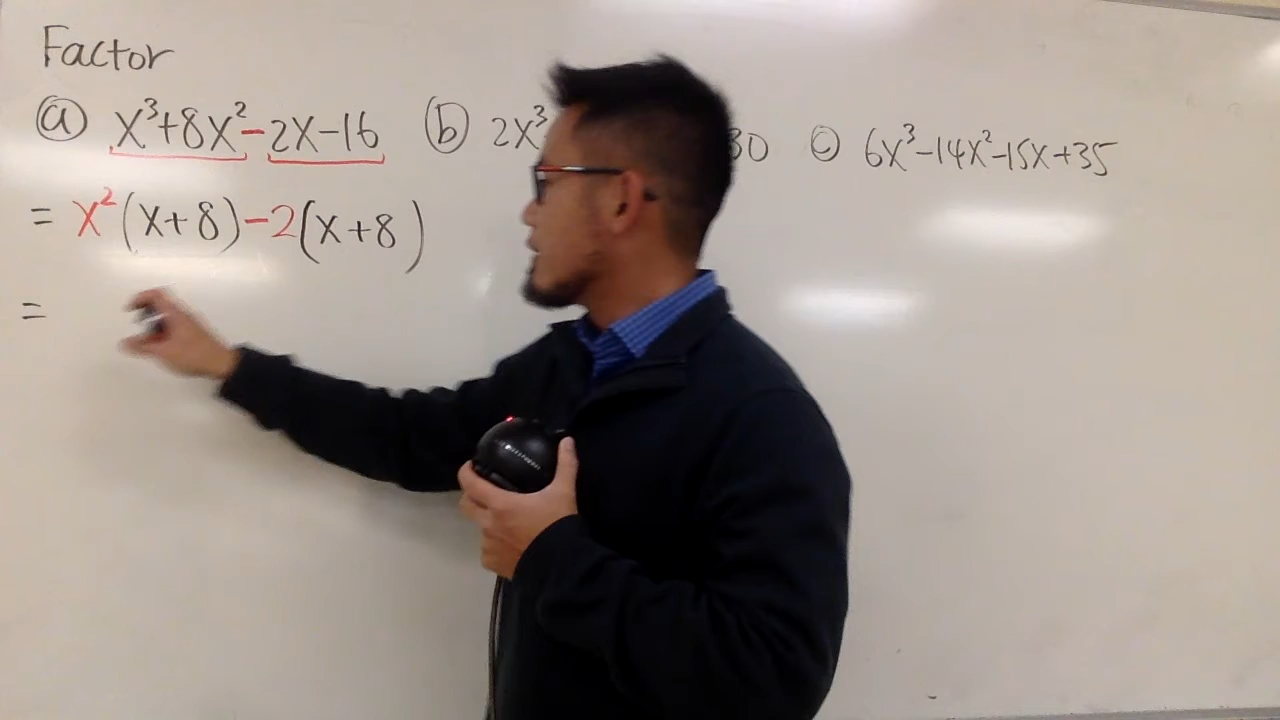 Factor
ⓐ x³+8x²-2x-16 ⓑ 2x³ 30 ⓒ 6x³-14x²-15x+35
= x²(x+8)-2(x+8)
=